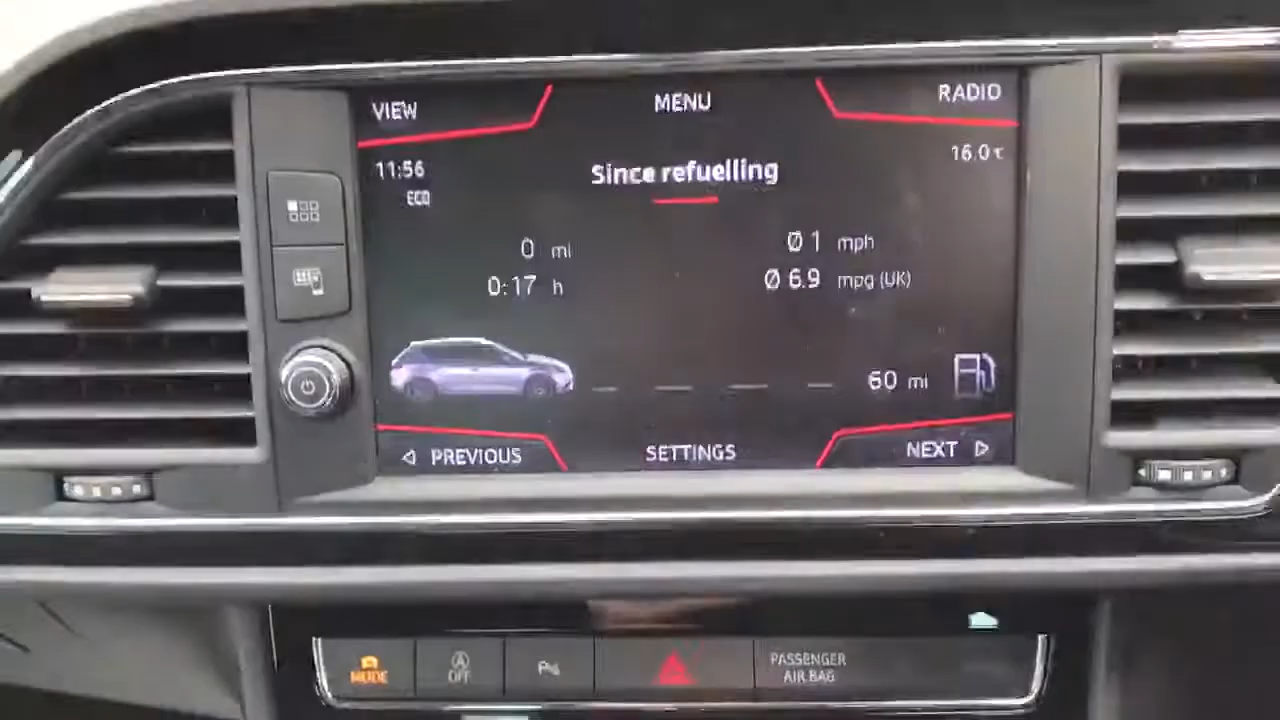 VIEW
MENU
RADIO
11:56
16.0℃
ECO
Since refuelling
0 mi
Ø 1 mph
0:17 h
Ø 6.9 mpg (UK)
60 mi
◁ PREVIOUS
SETTINGS
NEXT ▷
MODE
A
OFF
P
PASSENGER
AIR BAG